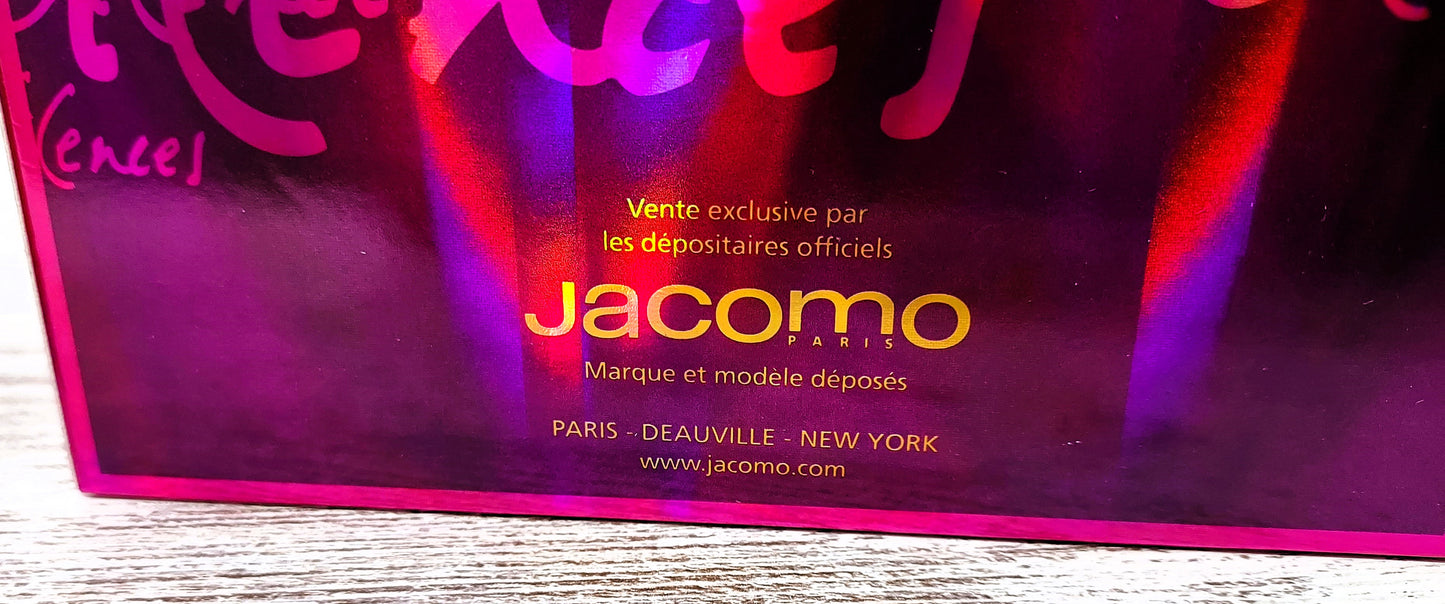 Vente exclusive par
les dépositaires officiels
Jacomo
PARIS
Marque et modèle déposés
PARIS - DEAUVILLE - NEW YORK
www.jacomo.com